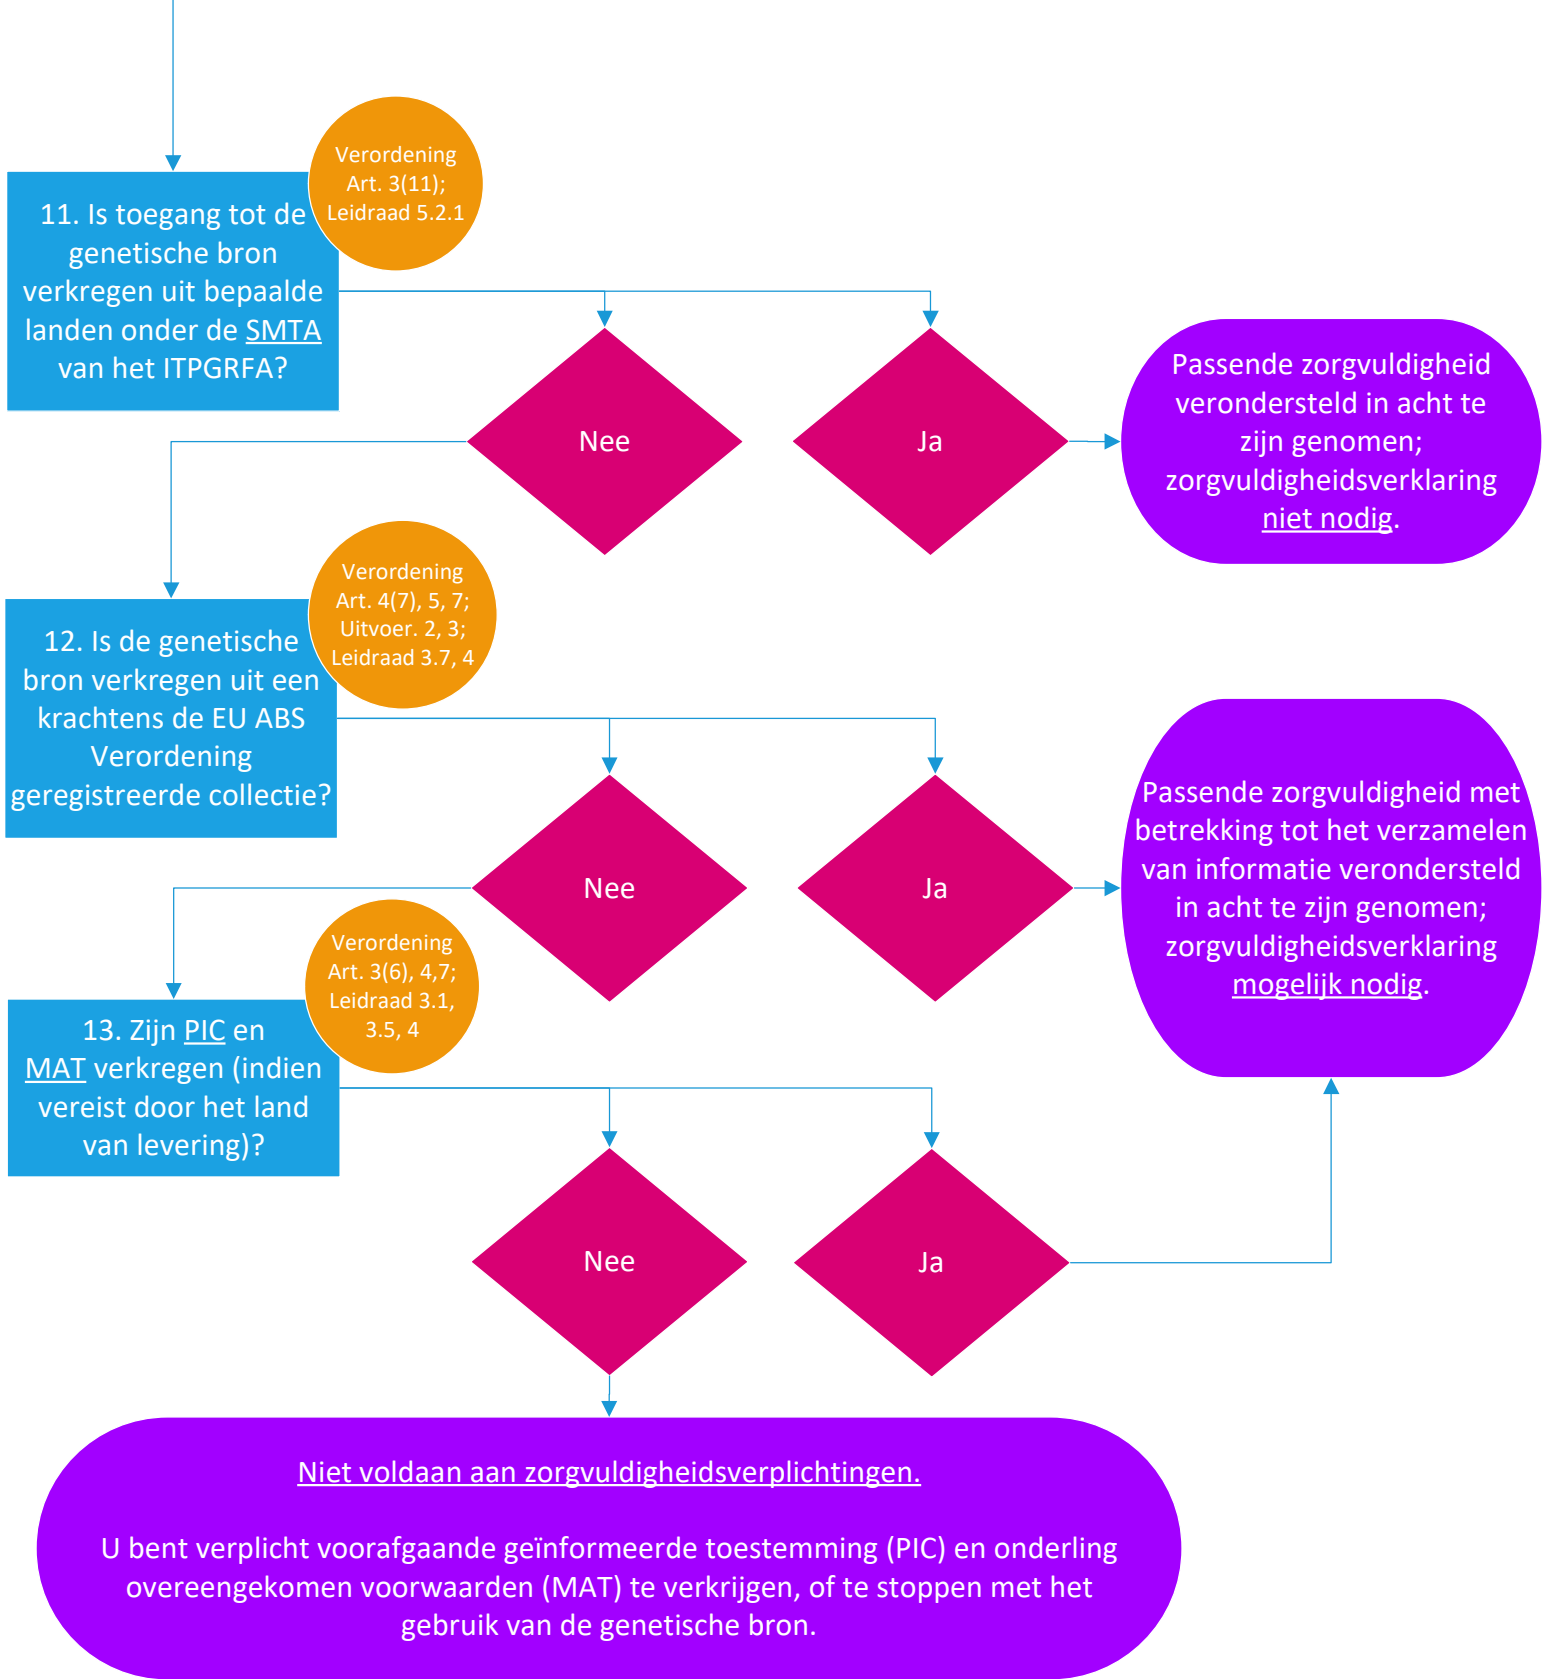 Verordening
Art. 3(11);
Leidraad 5.2.1
11. Is toegang tot de
genetische bron
verkregen uit bepaalde
landen onder de SMTA
van het ITPGRFA?
Nee
Ja
Passende zorgvuldigheid
verondersteld in acht te
zijn genomen;
zorgvuldigheidsverklaring
niet nodig.
Verordening
Art. 4(7), 5, 7;
Uitvoer. 2, 3;
Leidraad 3.7, 4
12. Is de genetische
bron verkregen uit een
krachtens de EU ABS
Verordening
geregistreerde collectie?
Nee
Ja
Passende zorgvuldigheid met
betrekking tot het verzamelen
van informatie verondersteld
in acht te zijn genomen;
zorgvuldigheidsverklaring
mogelijk nodig.
Verordening
Art. 3(6), 4,7;
Leidraad 3.1,
3.5, 4
13. Zijn PIC en
MAT verkregen (indien
vereist door het land
van levering)?
Nee
Ja
Niet voldaan aan zorgvuldigheidsverplichtingen.
U bent verplicht voorafgaande geïnformeerde toestemming (PIC) en onderling
overeengekomen voorwaarden (MAT) te verkrijgen, of te stoppen met het
gebruik van de genetische bron.